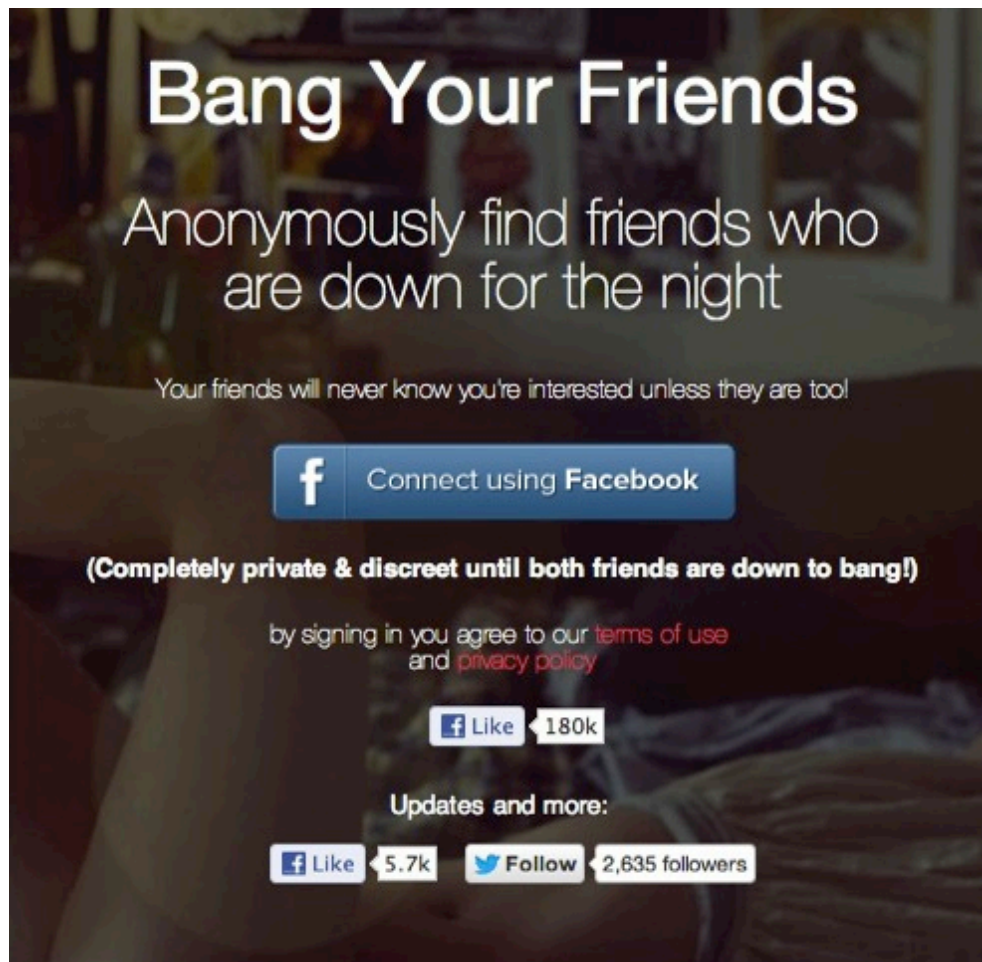 Bang Your Friends
Anonymously find friends who
are down for the night
Your friends will never know you're interested unless they are too!
f Connect using Facebook
(Completely private & discreet until both friends are down to bang!)
by signing in you agree to our terms of use
and privacy policy
f Like 180k
Updates and more:
f Like 5.7k Follow 2,635 followers